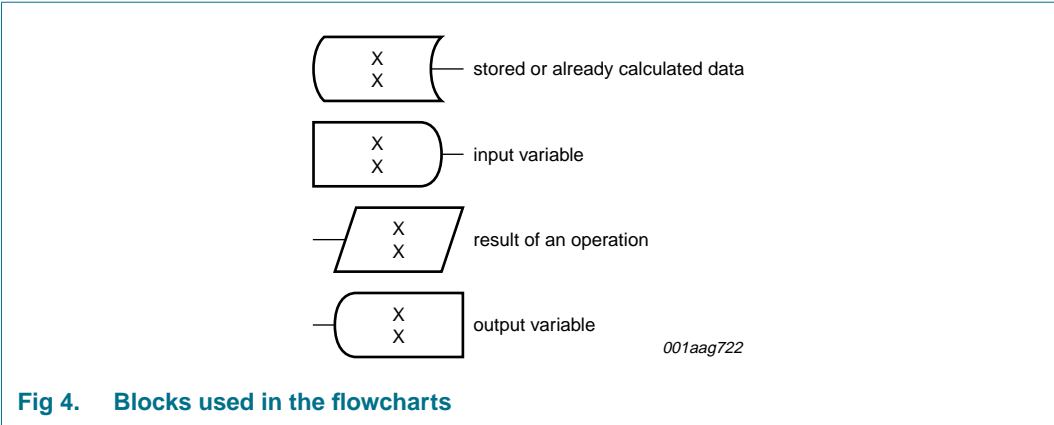 X
X
stored or already calculated data
X
X
input variable
X
X
result of an operation
X
X
output variable
001aag722
Fig 4. Blocks used in the flowcharts